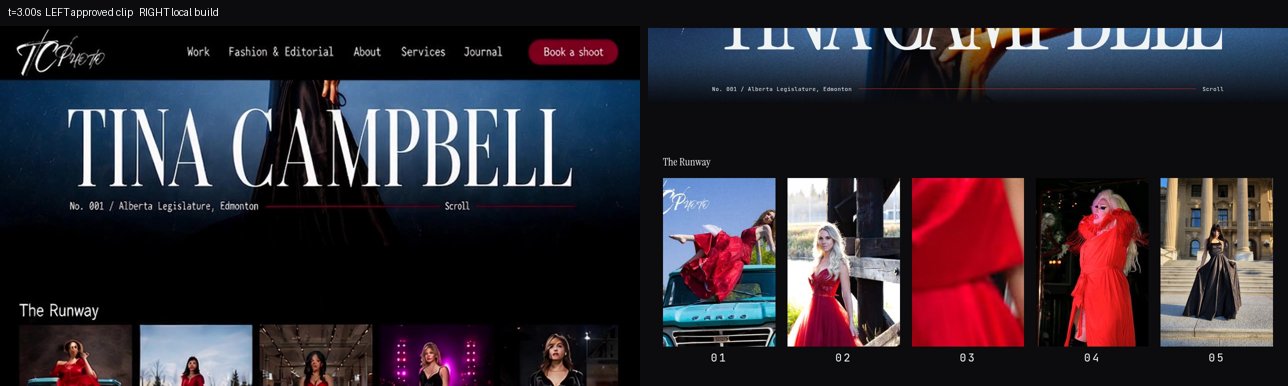 t=3.00s LEFT approved clip RIGHT local build
TCPhoto
Work Fashion & Editorial About Services Journal Book a shoot
TINA CAMPBELL
No. 001 / Alberta Legislature, Edmonton Scroll
The Runway
TINA CAMPBELL
No. 001 / Alberta Legislature, Edmonton Scroll
The Runway
01 02 03 04 05